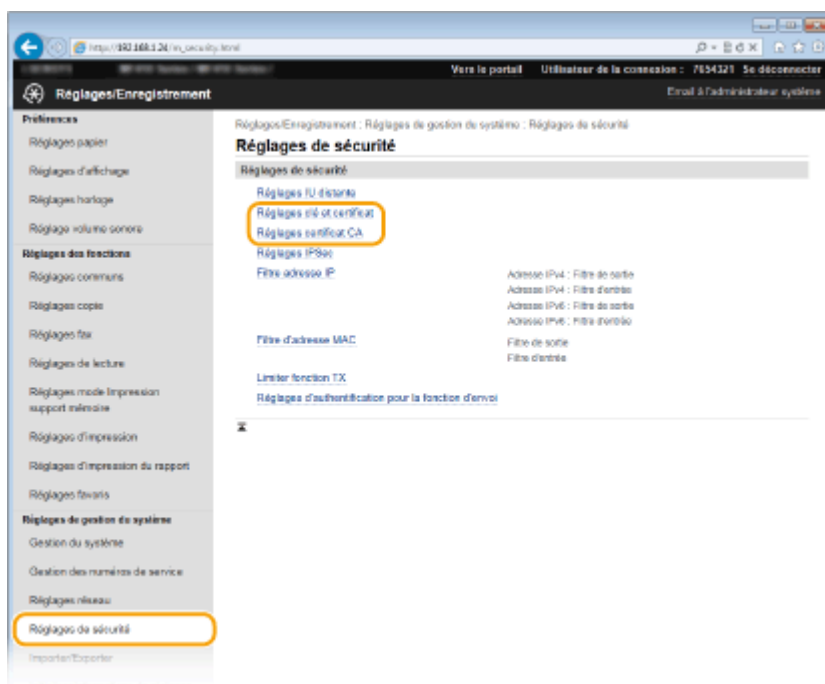 http://192.168.1.24/m_security.html
Vers le portail Utilisateur de la connexion : 7654321 Se déconnecter
Réglages/Enregistrement
Email à l'administrateur système
Préférences
Réglages papier
Réglages d'affichage
Réglages horloge
Réglage volume sonore
Réglages des fonctions
Réglages communs
Réglages copie
Réglages fax
Réglages de lecture
Réglages mode Impression
support mémoire
Réglages d'impression
Réglages d'impression du rapport
Réglages favoris
Réglages de gestion du système
Gestion du système
Gestion des numéros de service
Réglages réseau
Réglages de sécurité
Importer/Exporter
Réglages/Enregistrement : Réglages de gestion du système : Réglages de sécurité
Réglages de sécurité
Réglages de sécurité
Réglages IU distante
Réglages clé et certificat
Réglages certificat CA
Réglages IPSec
Filtre adresse IP
Adresse IPv4 : Filtre de sortie
Adresse IPv4 : Filtre d'entrée
Adresse IPv6 : Filtre de sortie
Adresse IPv6 : Filtre d'entrée
Filtre d'adresse MAC
Filtre de sortie
Filtre d'entrée
Limiter fonction TX
Réglages d'authentification pour la fonction d'envoi